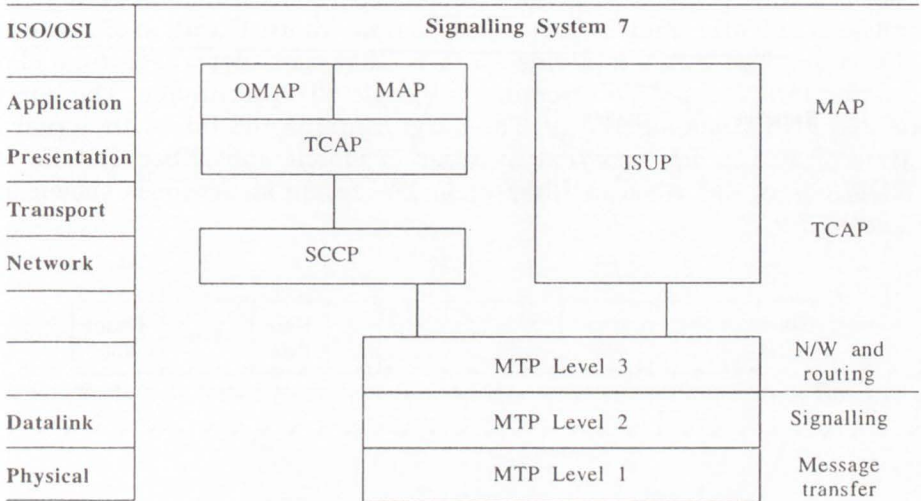 ISO/OSI
Signalling System 7
OMAP
MAP
Application
MAP
Presentation
TCAP
ISUP
Transport
TCAP
SCCP
Network
MTP Level 3
N/W and
routing
Datalink
MTP Level 2
Signalling
Physical
MTP Level 1
Message
transfer